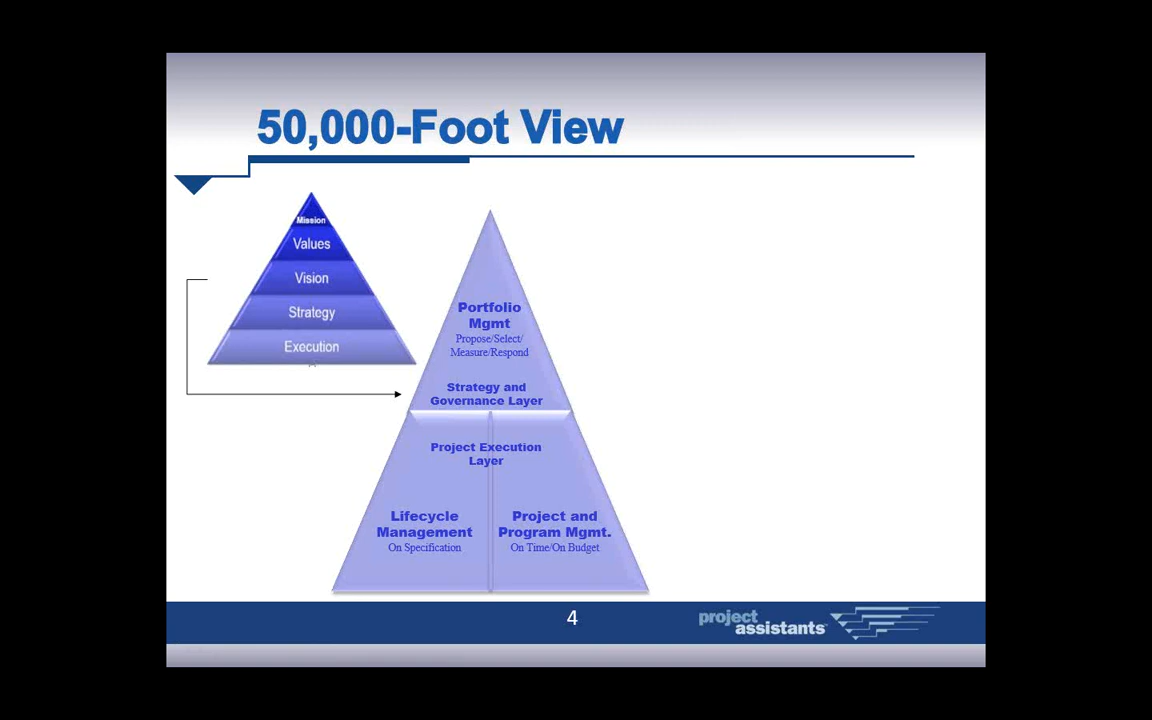 50,000-Foot View
Mission
Values
Vision
Strategy
Execution
Portfolio
Mgmt
Propose/Select/
Measure/Respond
Strategy and
Governance Layer
Project Execution
Layer
Lifecycle
Management
On Specification
Project and
Program Mgmt.
On Time/On Budget
4
project
assistants